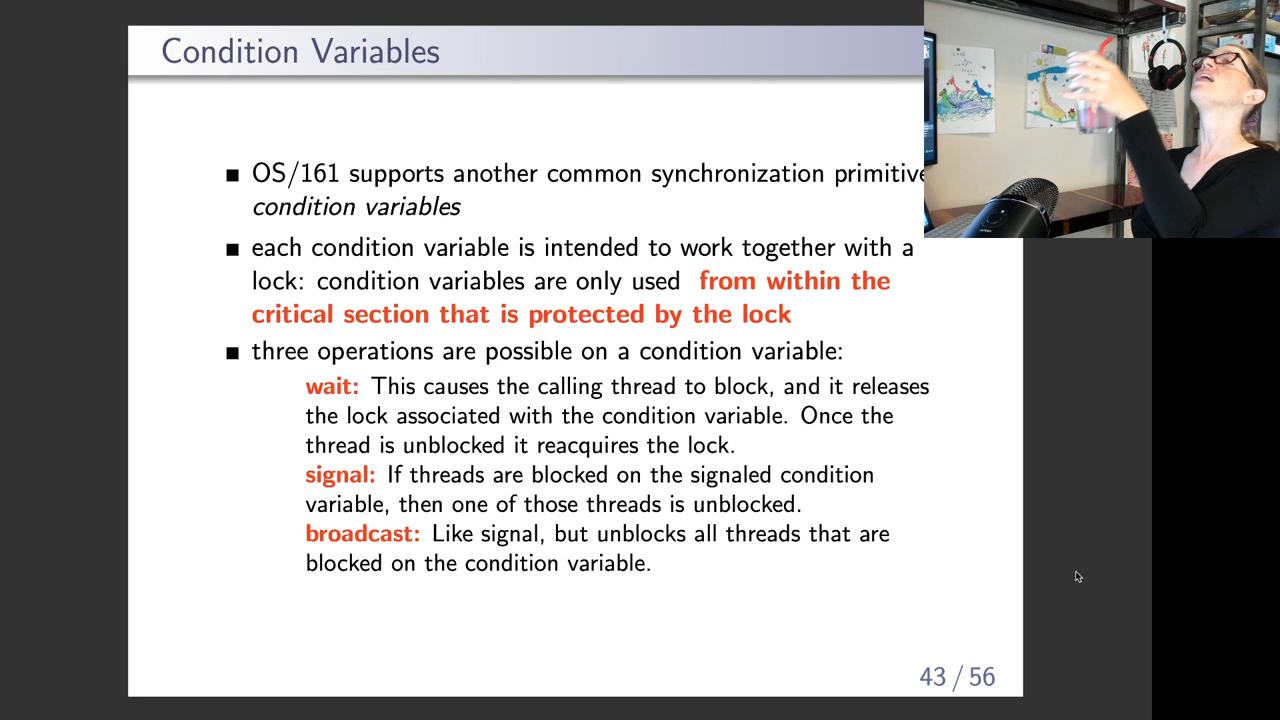 Condition Variables
■ OS/161 supports another common synchronization primitive
condition variables
■ each condition variable is intended to work together with a
lock: condition variables are only used from within the
critical section that is protected by the lock
■ three operations are possible on a condition variable:
wait: This causes the calling thread to block, and it releases
the lock associated with the condition variable. Once the
thread is unblocked it reacquires the lock.
signal: If threads are blocked on the signaled condition
variable, then one of those threads is unblocked.
broadcast: Like signal, but unblocks all threads that are
blocked on the condition variable.
43 / 56